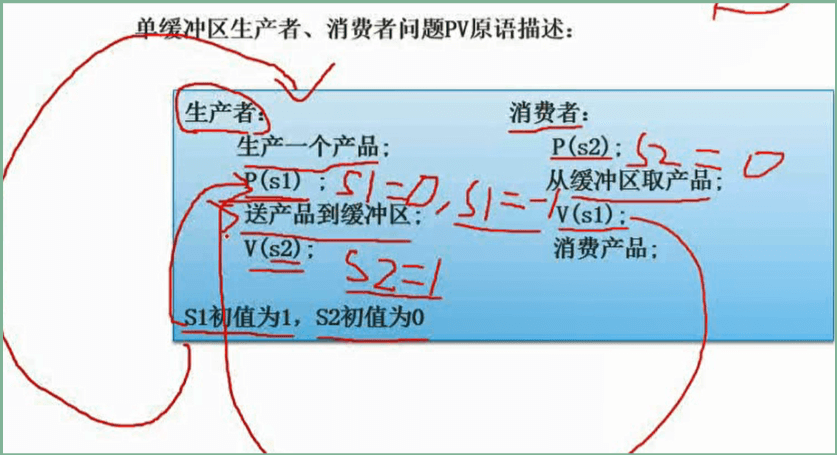 单缓冲区生产者、消费者问题PV原语描述：
生产者：
生产一个产品；
P(s1) ；S1=0，S1=-1
送产品到缓冲区；
V(s2)；
S2=1
S1初值为1，S2初值为0
消费者：
P(s2)；S2=0
从缓冲区取产品；
V(s1)；
消费产品；